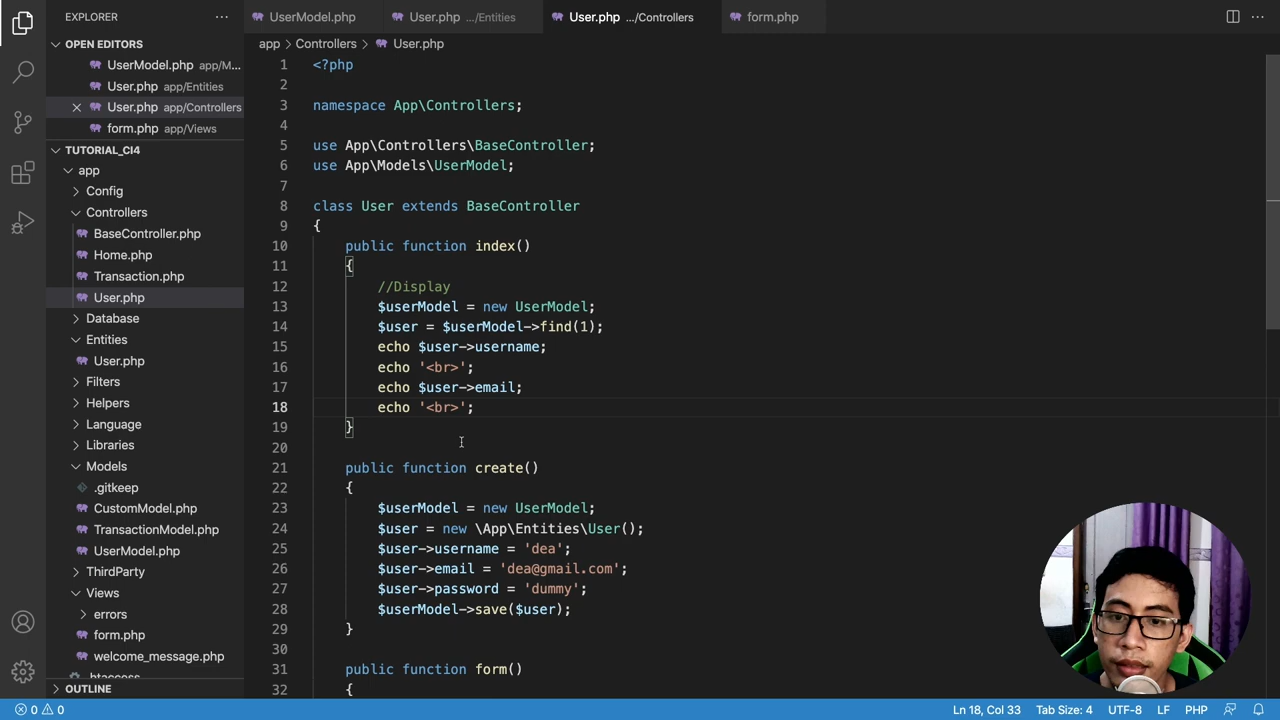 EXPLORER
OPEN EDITORS
UserModel.php app/M...
User.php app/Entities
User.php app/Controllers
form.php app/Views
TUTORIAL_CI4
app
Config
Controllers
BaseController.php
Home.php
Transaction.php
User.php
Database
Entities
User.php
Filters
Helpers
Language
Libraries
Models
.gitkeep
CustomModel.php
TransactionModel.php
UserModel.php
ThirdParty
Views
errors
form.php
welcome_message.php
.htaccess
OUTLINE
UserModel.php User.php .../Entities User.php .../Controllers form.php
app > Controllers > User.php
1 <?php
2
3 namespace App\Controllers;
4
5 use App\Controllers\BaseController;
6 use App\Models\UserModel;
7
8 class User extends BaseController
9 {
10 public function index()
11 {
12 //Display
13 $userModel = new UserModel;
14 $user = $userModel->find(1);
15 echo $user->username;
16 echo '<br>';
17 echo $user->email;
18 echo '<br>';
19 }
20
21 public function create()
22 {
23 $userModel = new UserModel;
24 $user = new \App\Entities\User();
25 $user->username = 'dea';
26 $user->email = 'dea@gmail.com';
27 $user->password = 'dummy';
28 $userModel->save($user);
29 }
30
31 public function form()
32 {
0 0 Ln 18, Col 33 Tab Size: 4 UTF-8 LF PHP